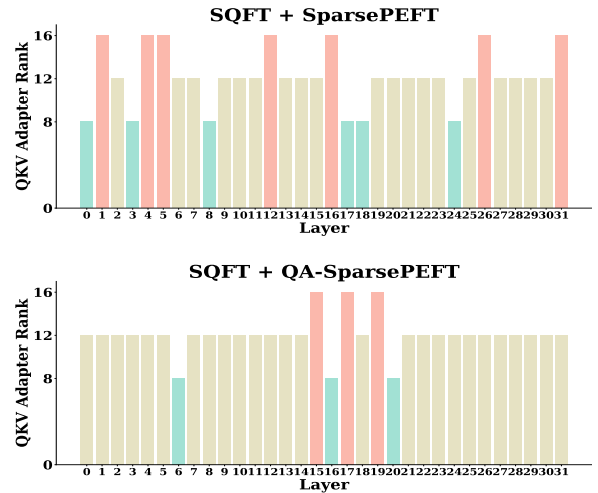 SQFT + SparsePEFT
QKV Adapter Rank
16
12
8
0
0 1 2 3 4 5 6 7 8 9 10 11 12 13 14 15 16 17 18 19 20 21 22 23 24 25 26 27 28 29 30 31
Layer
SQFT + QA-SparsePEFT
QKV Adapter Rank
16
12
8
0
0 1 2 3 4 5 6 7 8 9 10 11 12 13 14 15 16 17 18 19 20 21 22 23 24 25 26 27 28 29 30 31
Layer